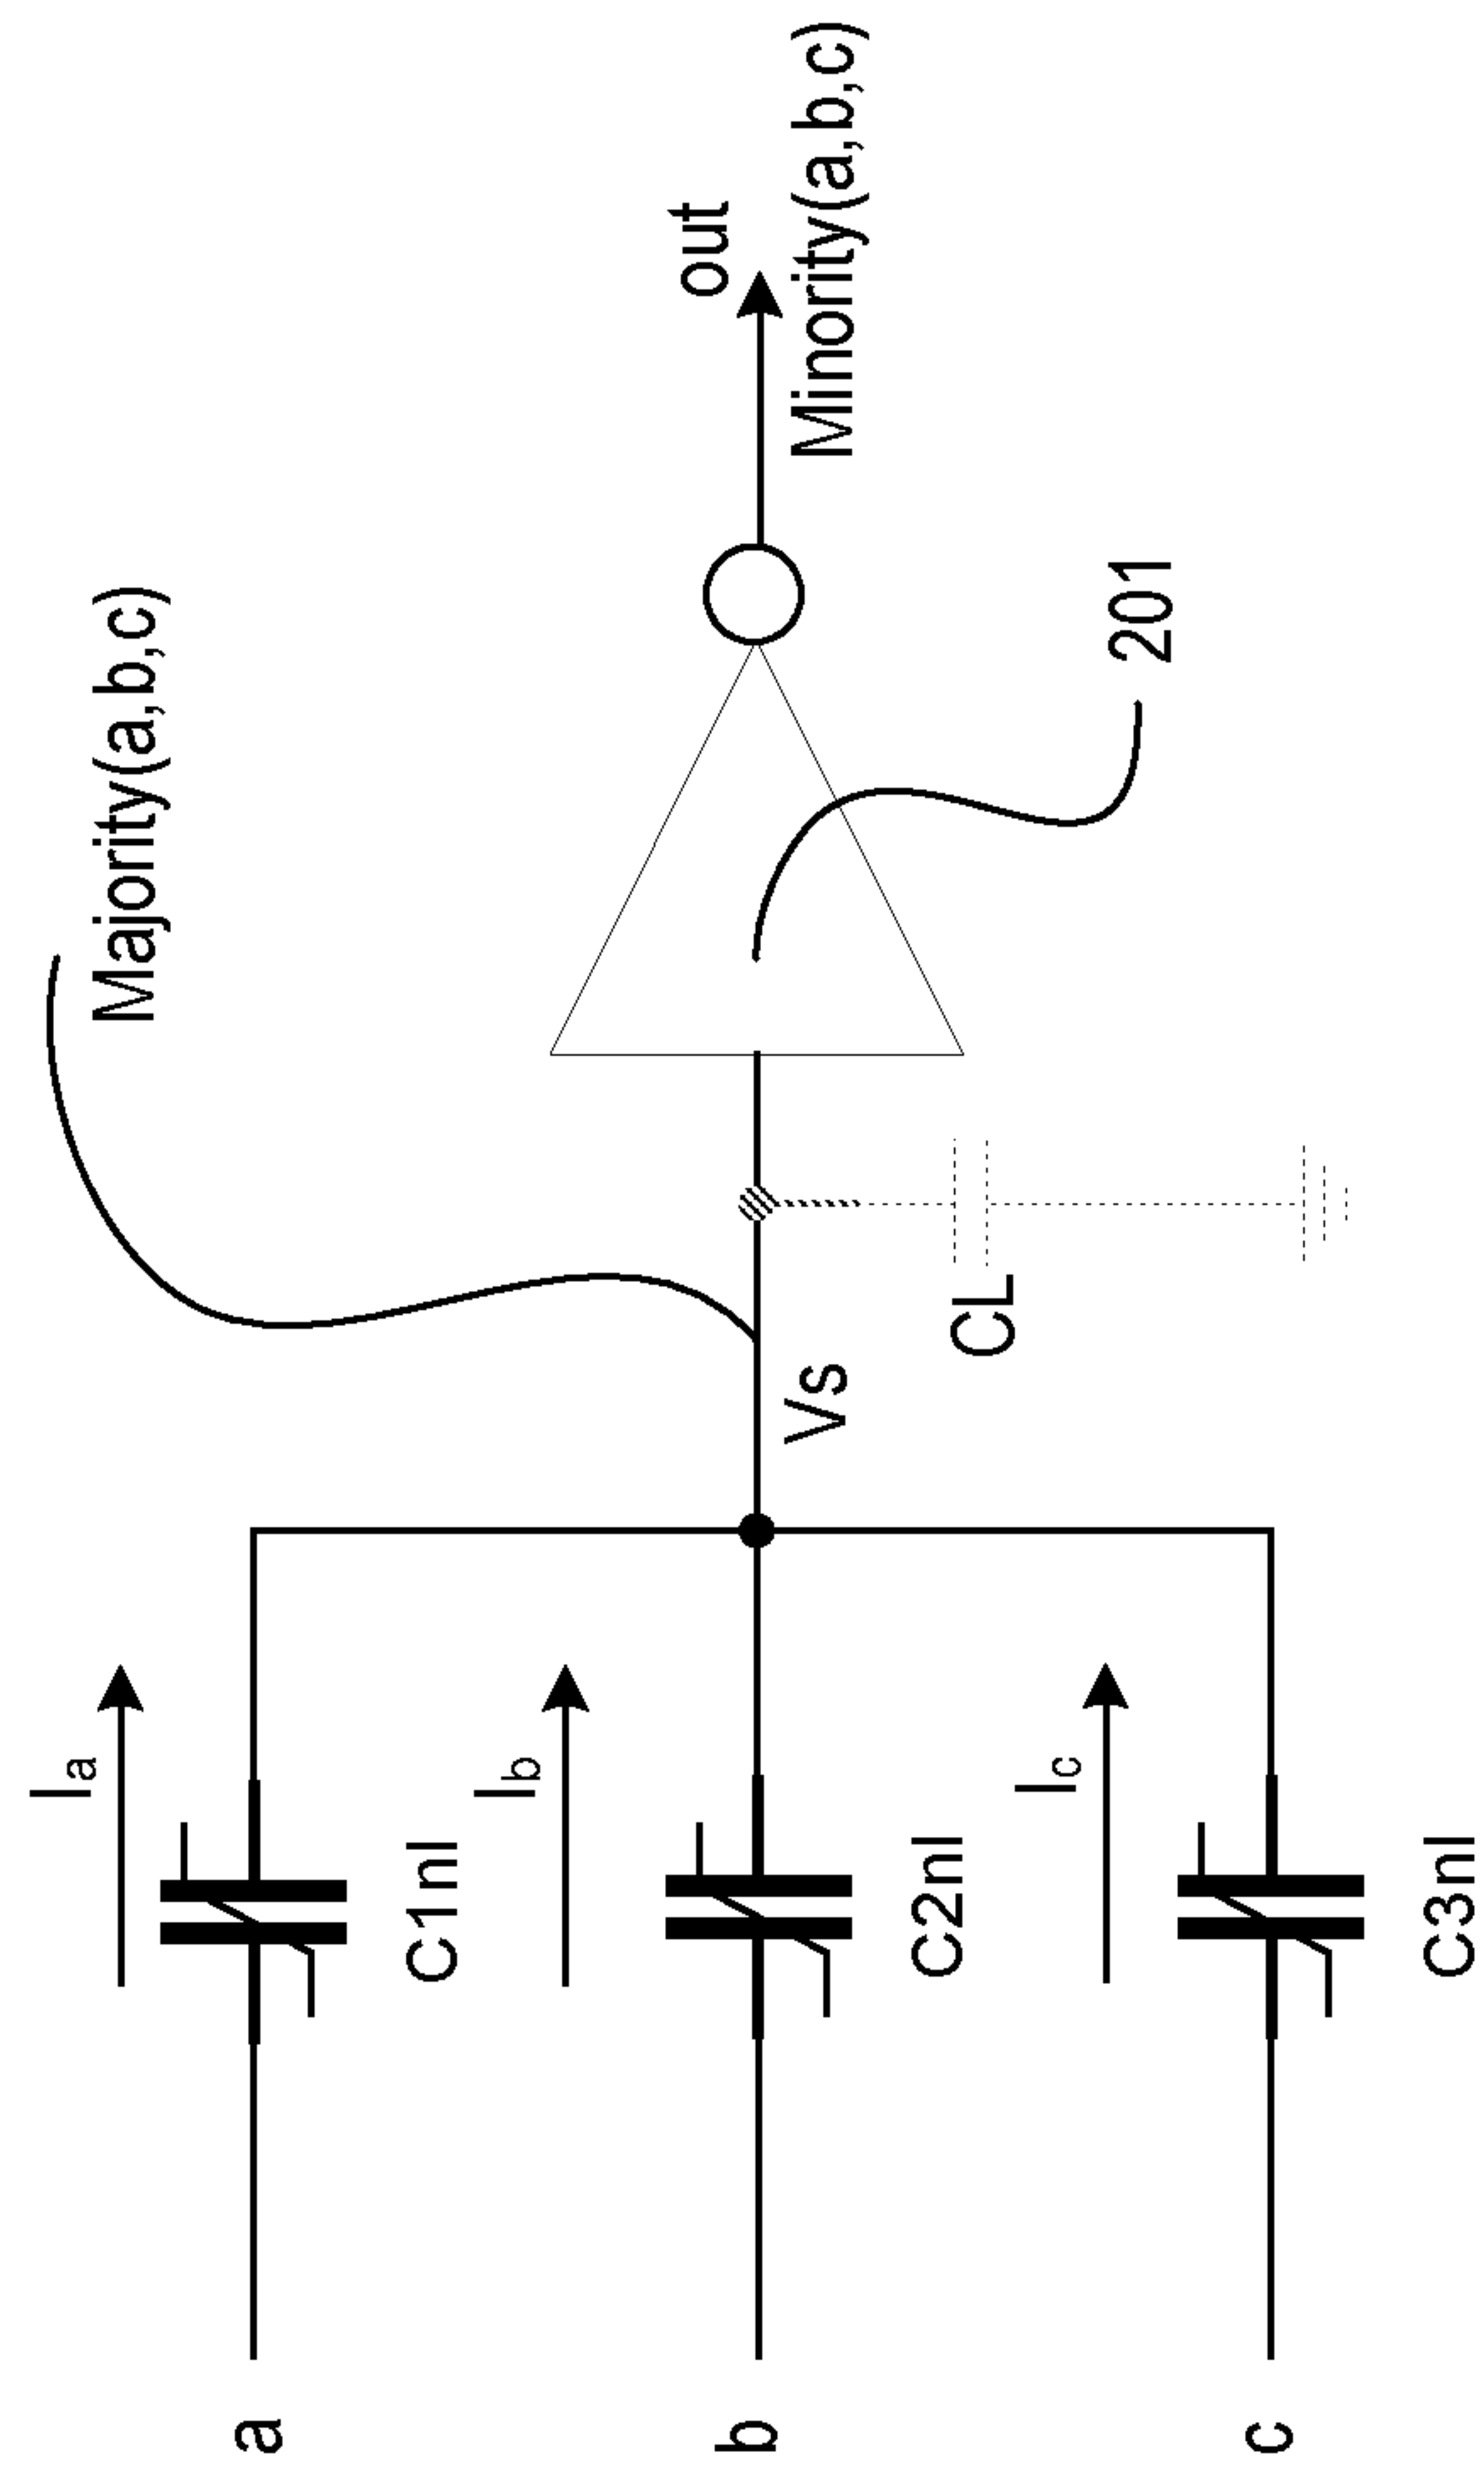 Majority(a,b,c)
Ia
a
C1nl
Ib
out
b
Vs
Minority(a,b,c)
C2nl
CL
Ic
201
c
C3nl